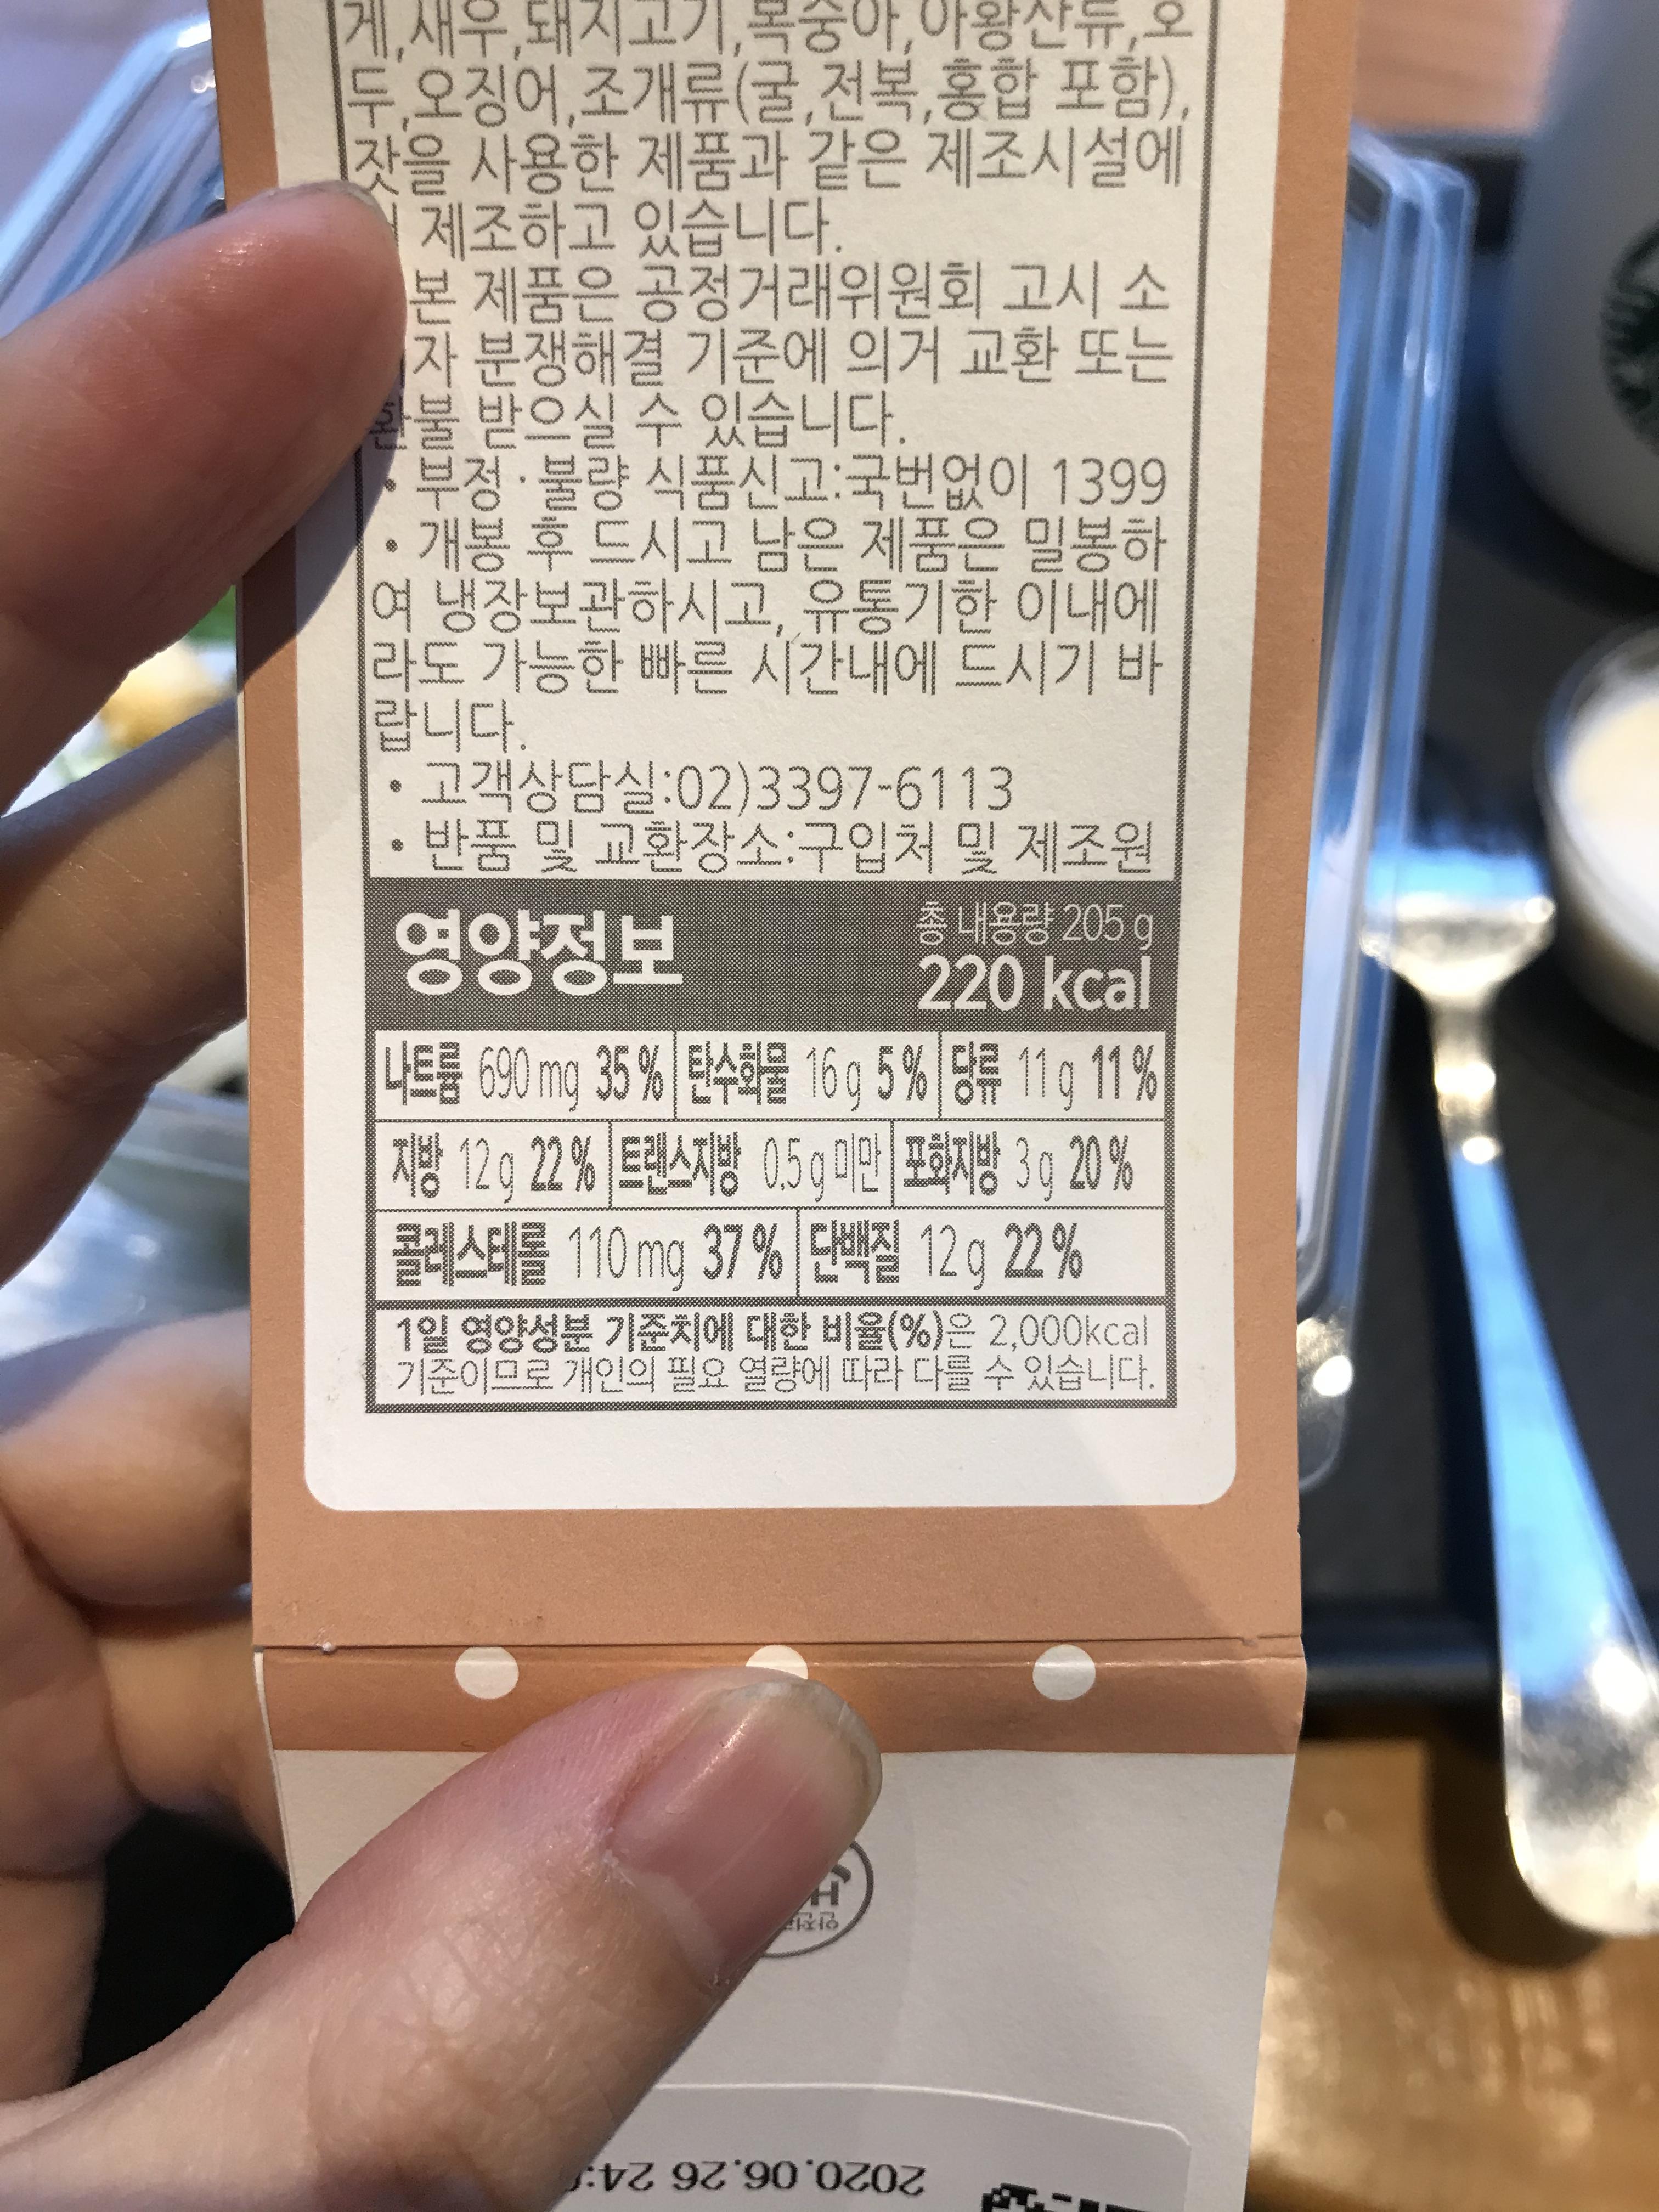 게,새우,돼지고기,복숭아,아황산류,호
두,오징어,조개류(굴,전복,홍합 포함),
잣을 사용한 제품과 같은 제조시설에
제조하고 있습니다.
본 제품은 공정거래위원회 고시 소
자 분쟁해결 기준에 의거 교환 또는
환불 받으실 수 있습니다.
• 부정·불량 식품신고:국번없이 1399
• 개봉 후 드시고 남은 제품은 밀봉하
여 냉장보관하시고, 유통기한 이내에
라도 가능한 빠른 시간내에 드시기 바
랍니다.
• 고객상담실:02)3397-6113
• 반품 및 교환장소:구입처 및 제조원
영양정보 총 내용량 205 g
220 kcal
나트륨 690 mg 35 % 탄수화물 16 g 5 % 당류 11 g 11 %
지방 12 g 22 % 트랜스지방 0.5 g 미만 포화지방 3 g 20 %
콜레스테롤 110 mg 37 % 단백질 12 g 22 %
1일 영양성분 기준치에 대한 비율(%)은 2,000kcal
기준이므로 개인의 필요 열량에 따라 다를 수 있습니다.
2020.06.26 24: